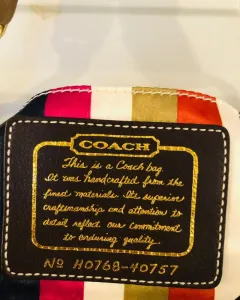 COACH
This is a Coach bag.
It was handcrafted from the
finest materials. Its superior
craftsmanship and attention to
detail reflect our commitment
to enduring quality.
No H0768-40757